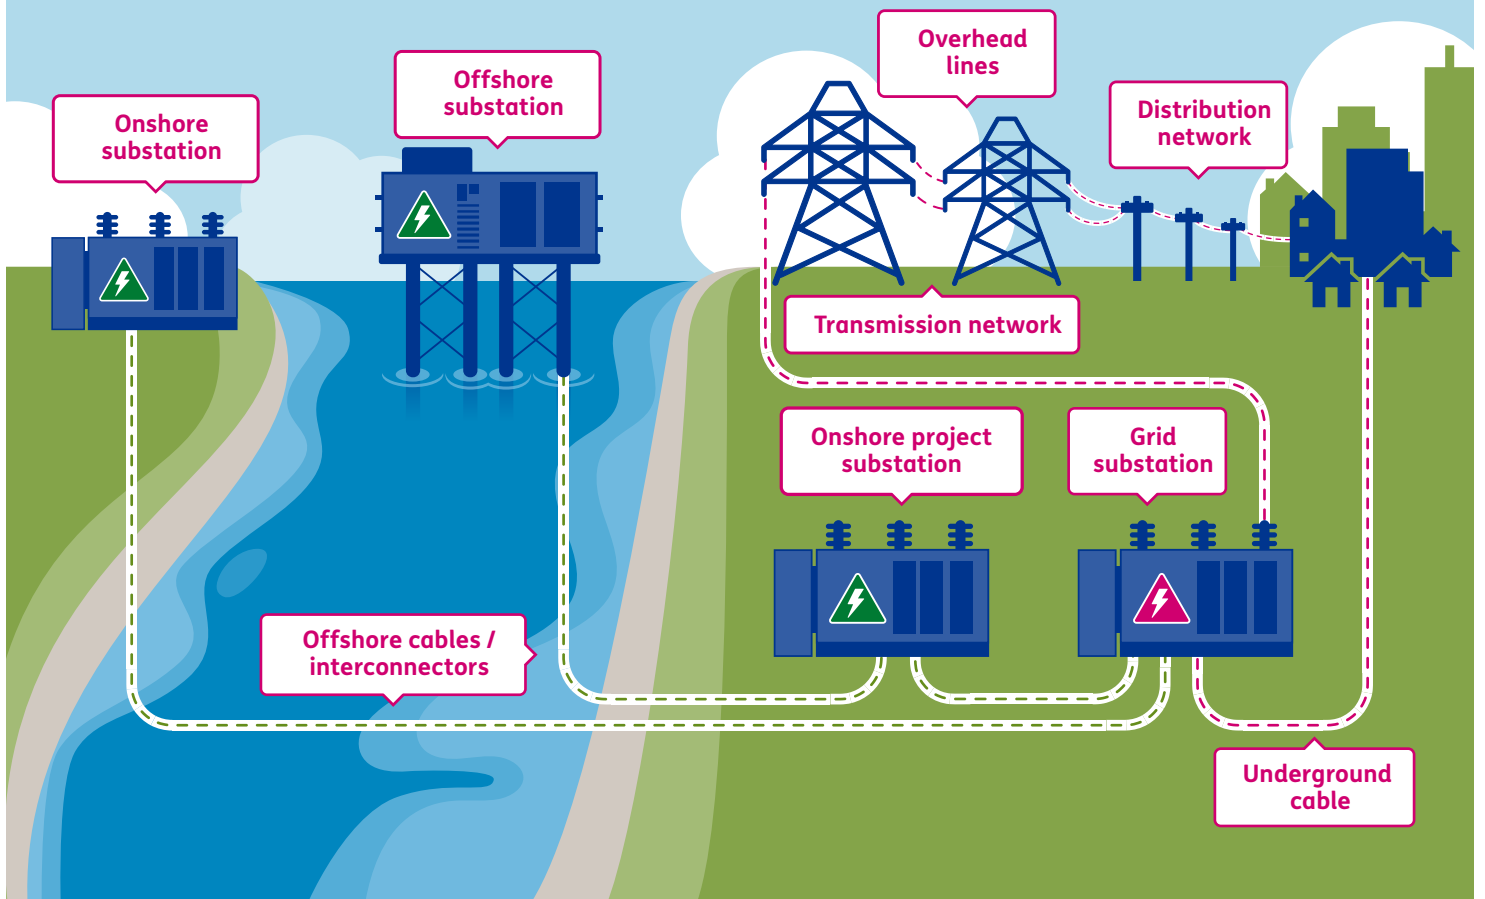 Overhead
lines
Offshore
substation
Distribution
network
Onshore
substation
Transmission network
Onshore project
substation
Grid
substation
Offshore cables /
interconnectors
Underground
cable